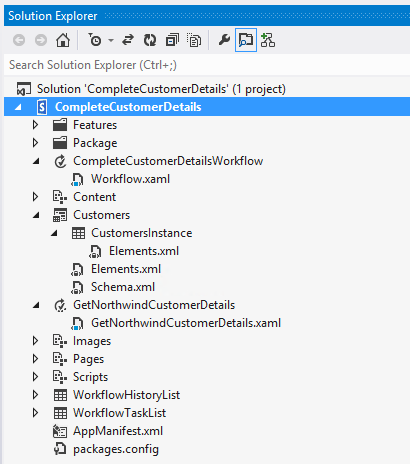 Solution Explorer
Search Solution Explorer (Ctrl+;)
Solution 'CompleteCustomerDetails' (1 project)
CompleteCustomerDetails
Features
Package
CompleteCustomerDetailsWorkflow
Workflow.xaml
Content
Customers
CustomersInstance
Elements.xml
Elements.xml
Schema.xml
GetNorthwindCustomerDetails
GetNorthwindCustomerDetails.xaml
Images
Pages
Scripts
WorkflowHistoryList
WorkflowTaskList
AppManifest.xml
packages.config